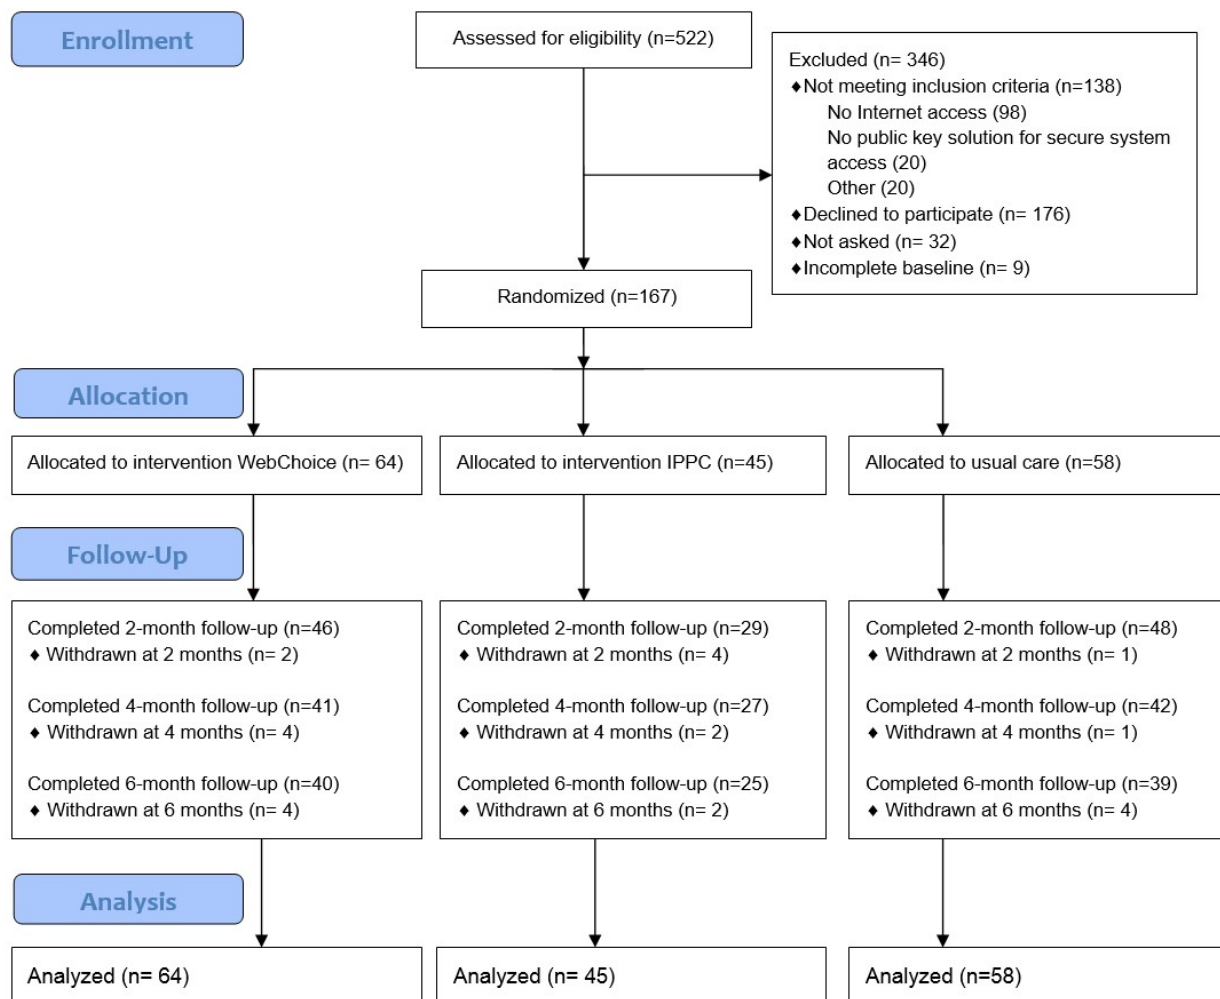 Enrollment
Assessed for eligibility (n=522)
Excluded (n= 346)
♦Not meeting inclusion criteria (n=138)
No Internet access (98)
No public key solution for secure system
access (20)
Other (20)
♦Declined to participate (n= 176)
♦Not asked (n= 32)
♦Incomplete baseline (n= 9)
Randomized (n=167)
Allocation
Allocated to intervention WebChoice (n= 64)
Allocated to intervention IPPC (n=45)
Allocated to usual care (n=58)
Follow-Up
Completed 2-month follow-up (n=46)
♦ Withdrawn at 2 months (n= 2)
Completed 4-month follow-up (n=41)
♦ Withdrawn at 4 months (n= 4)
Completed 6-month follow-up (n=40)
♦ Withdrawn at 6 months (n= 4)
Completed 2-month follow-up (n=29)
♦ Withdrawn at 2 months (n= 4)
Completed 4-month follow-up (n=27)
♦ Withdrawn at 4 months (n= 2)
Completed 6-month follow-up (n=25)
♦ Withdrawn at 6 months (n= 2)
Completed 2-month follow-up (n=48)
♦ Withdrawn at 2 months (n= 1)
Completed 4-month follow-up (n=42)
♦ Withdrawn at 4 months (n= 1)
Completed 6-month follow-up (n=39)
♦ Withdrawn at 6 months (n= 4)
Analysis
Analyzed (n= 64)
Analyzed (n= 45)
Analyzed (n=58)